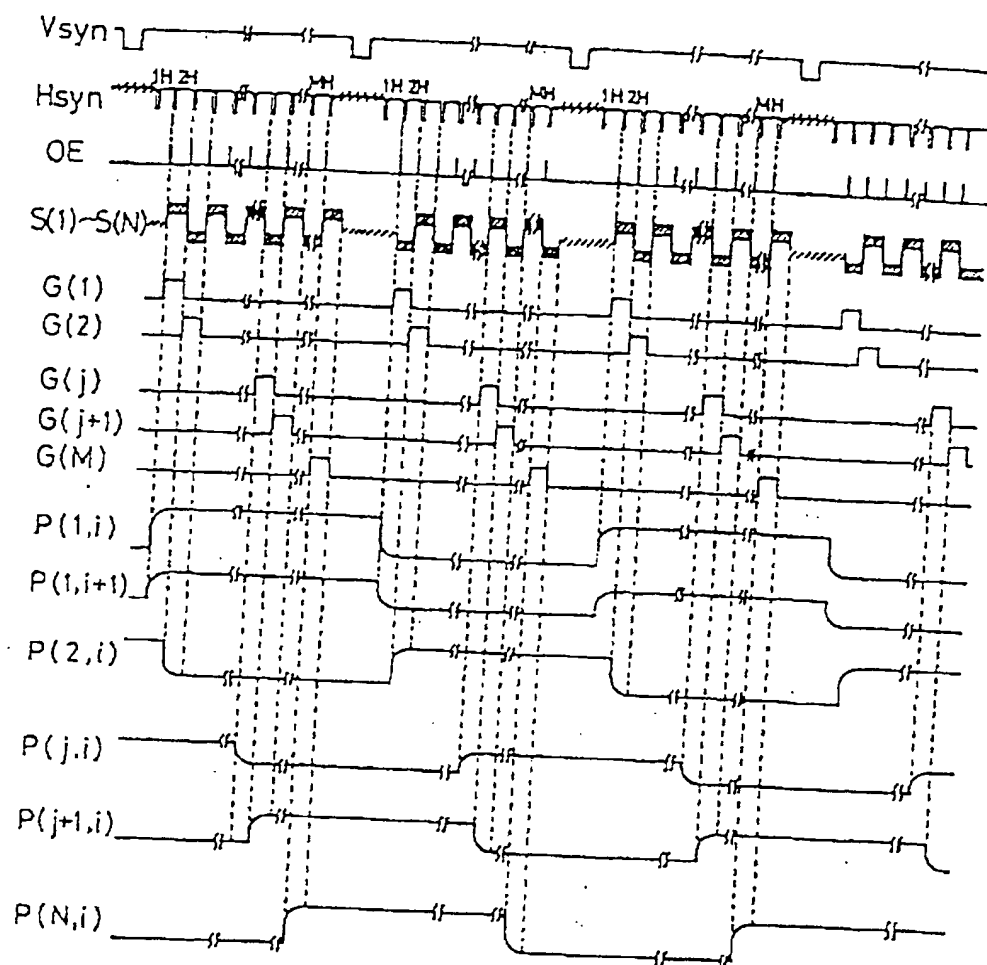 Vsyn
1H 2H MH 1H 2H MH 1H 2H MH
Hsyn
OE
S(1)~S(N)
G(1)
G(2)
G(j)
G(j+1)
G(M)
P(1,i)
P(1,i+1)
P(2,i)
P(j,i)
P(j+1,i)
P(N,i)